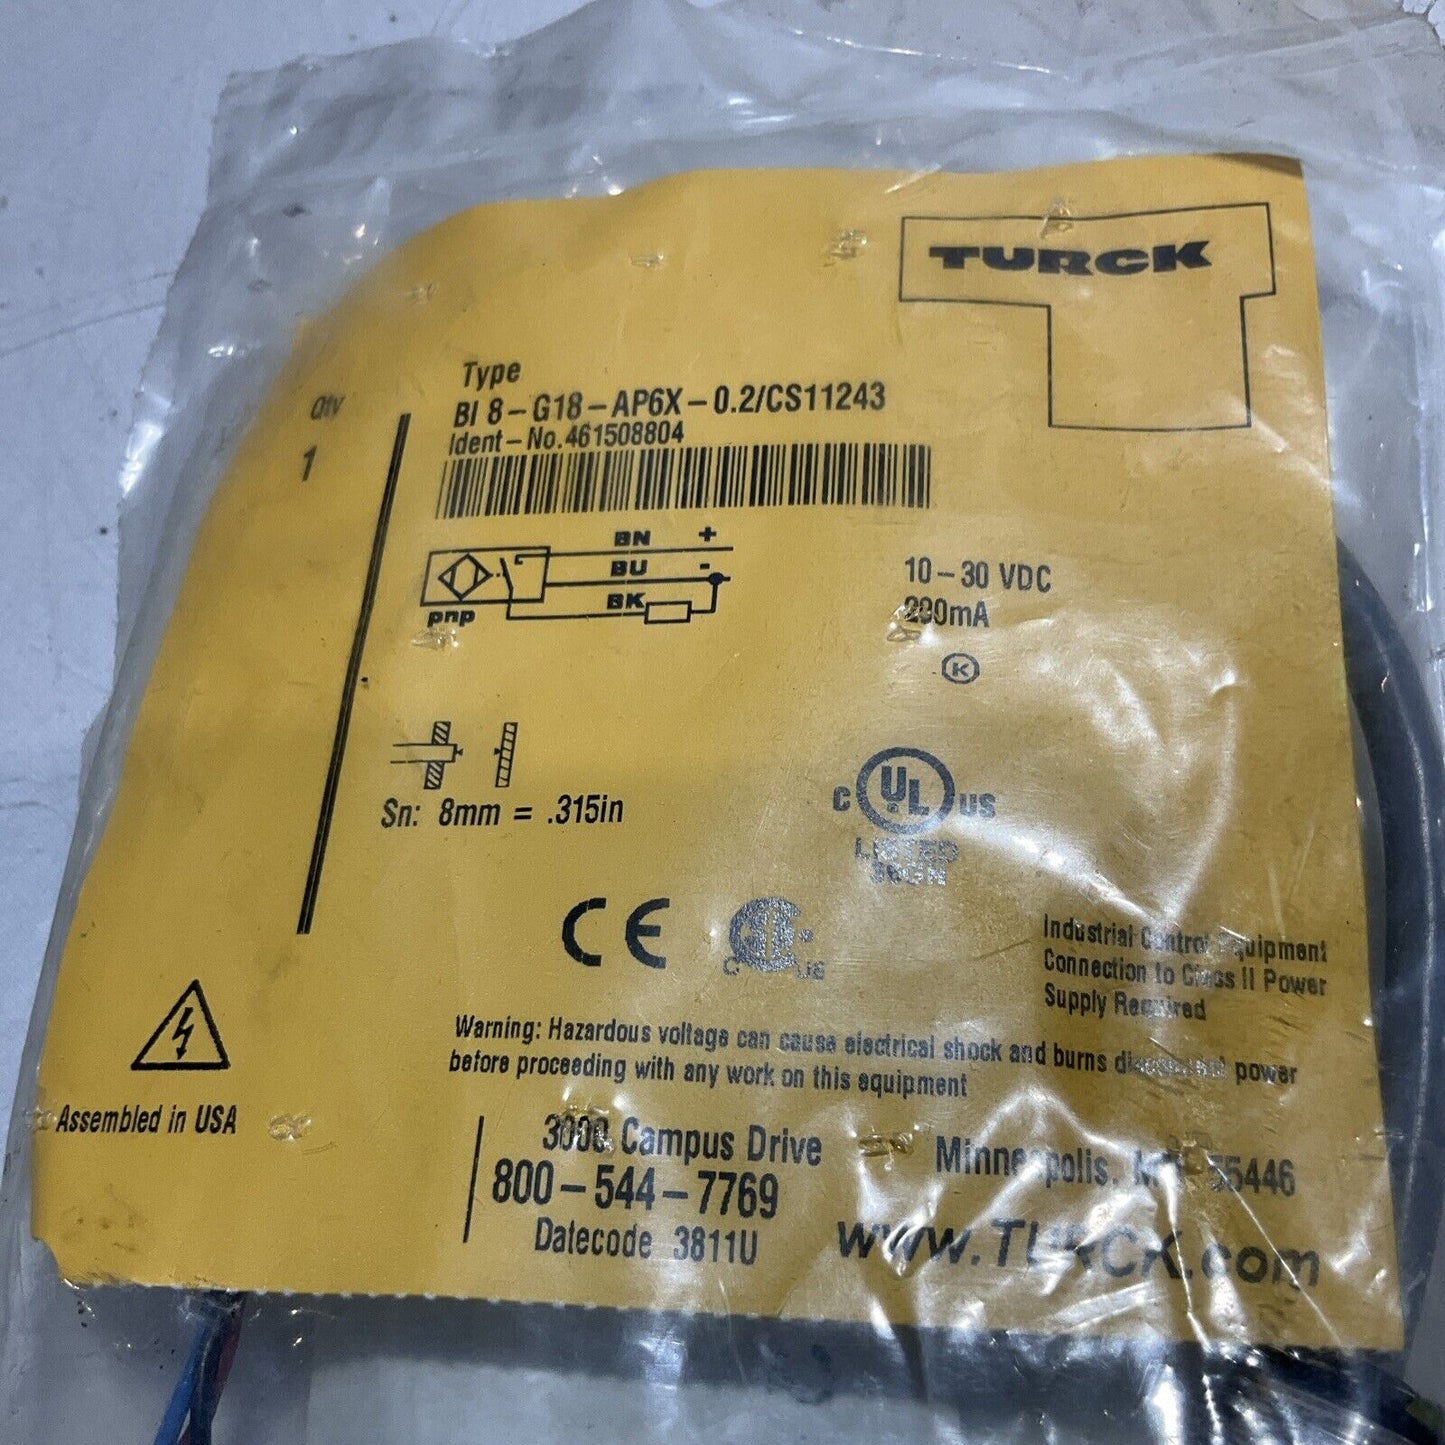 TURCK
Type
BI 8-G18-AP6X-0.2/CS11243
Ident-No.461508804
Qty
1
BN +
BU -
BK
pnp
10-30 VDC
200mA
K
Sn: 8mm = .315in
C UL US
LISTED
CE
C US
Industrial Control Equipment
Connection to Class II Power
Supply Required
Warning: Hazardous voltage can cause electrical shock and burns disconnect power
before proceeding with any work on this equipment
Assembled in USA
3000 Campus Drive Minneapolis, MN 55446
800-544-7769
Datecode 3811U
www.TURCK.com